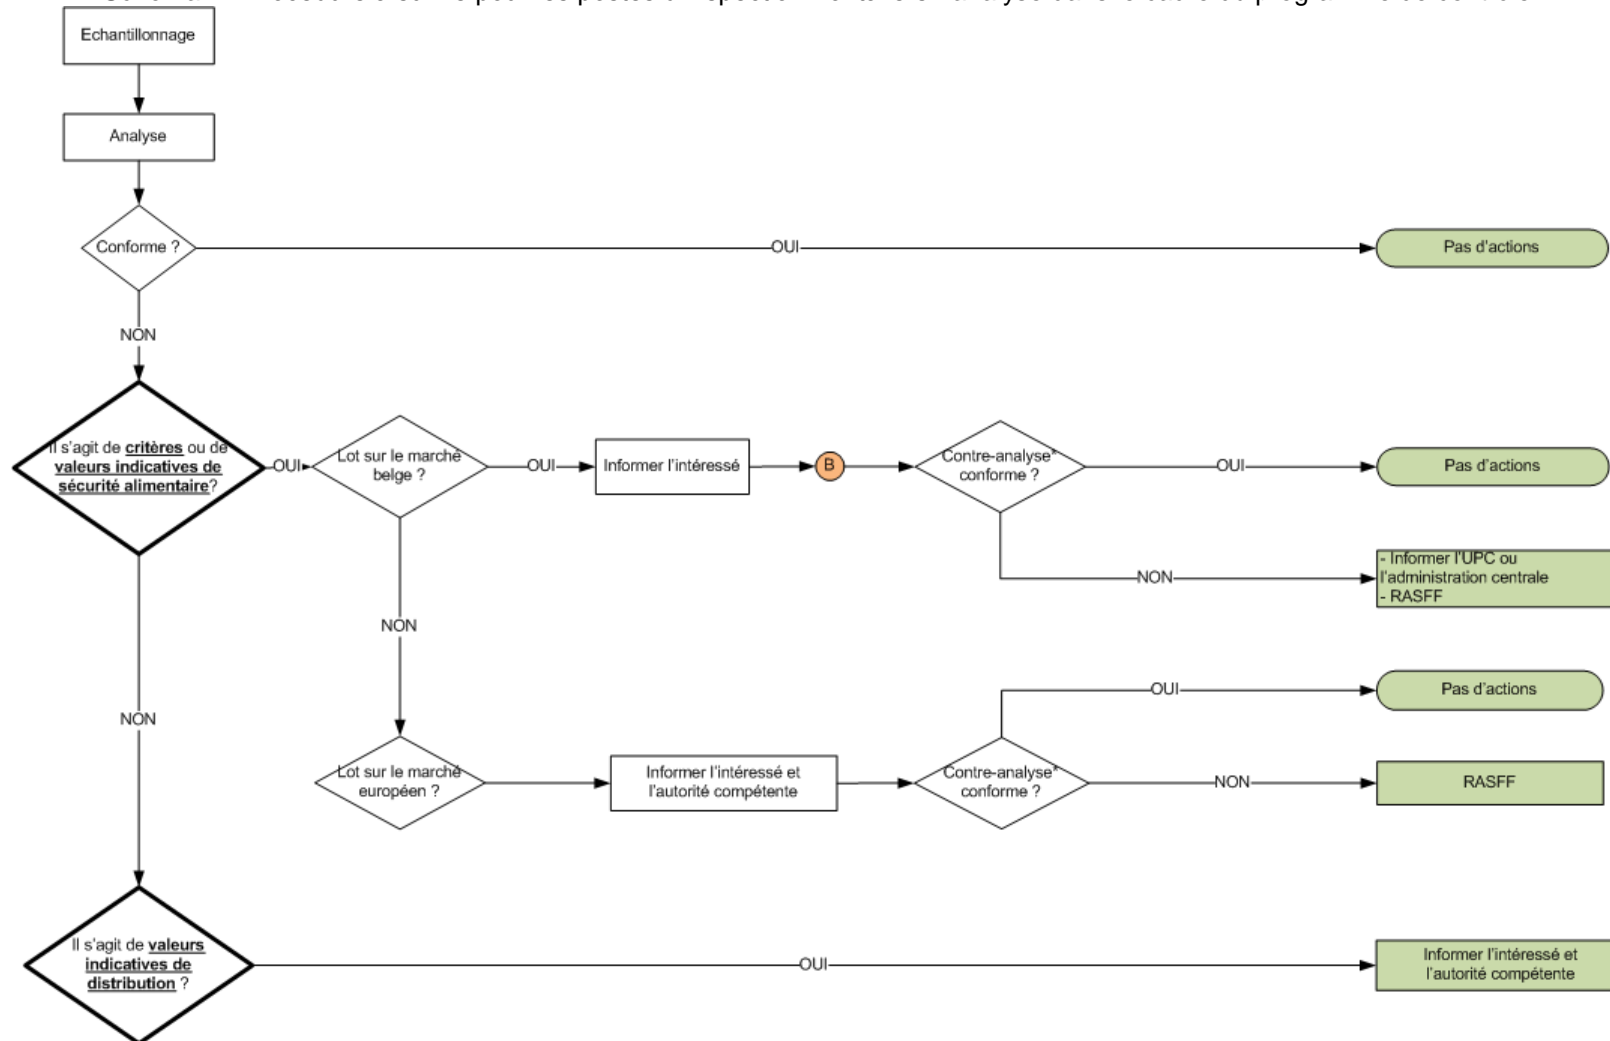 Echantillonnage
Analyse
Conforme ?
OUI
Pas d'actions
NON
Il s'agit de critères ou de
valeurs indicatives de
sécurité alimentaire?
OUI
Lot sur le marché
belge ?
OUI
Informer l'intéressé
B
Contre-analyse*
conforme ?
OUI
Pas d'actions
NON
- Informer l'UPC ou
l'administration centrale
- RASFF
NON
NON
OUI
Pas d'actions
Lot sur le marché
européen ?
Informer l'intéressé et
l'autorité compétente
Contre-analyse*
conforme ?
NON
RASFF
Il s'agit de valeurs
indicatives de
distribution ?
OUI
Informer l'intéressé et
l'autorité compétente